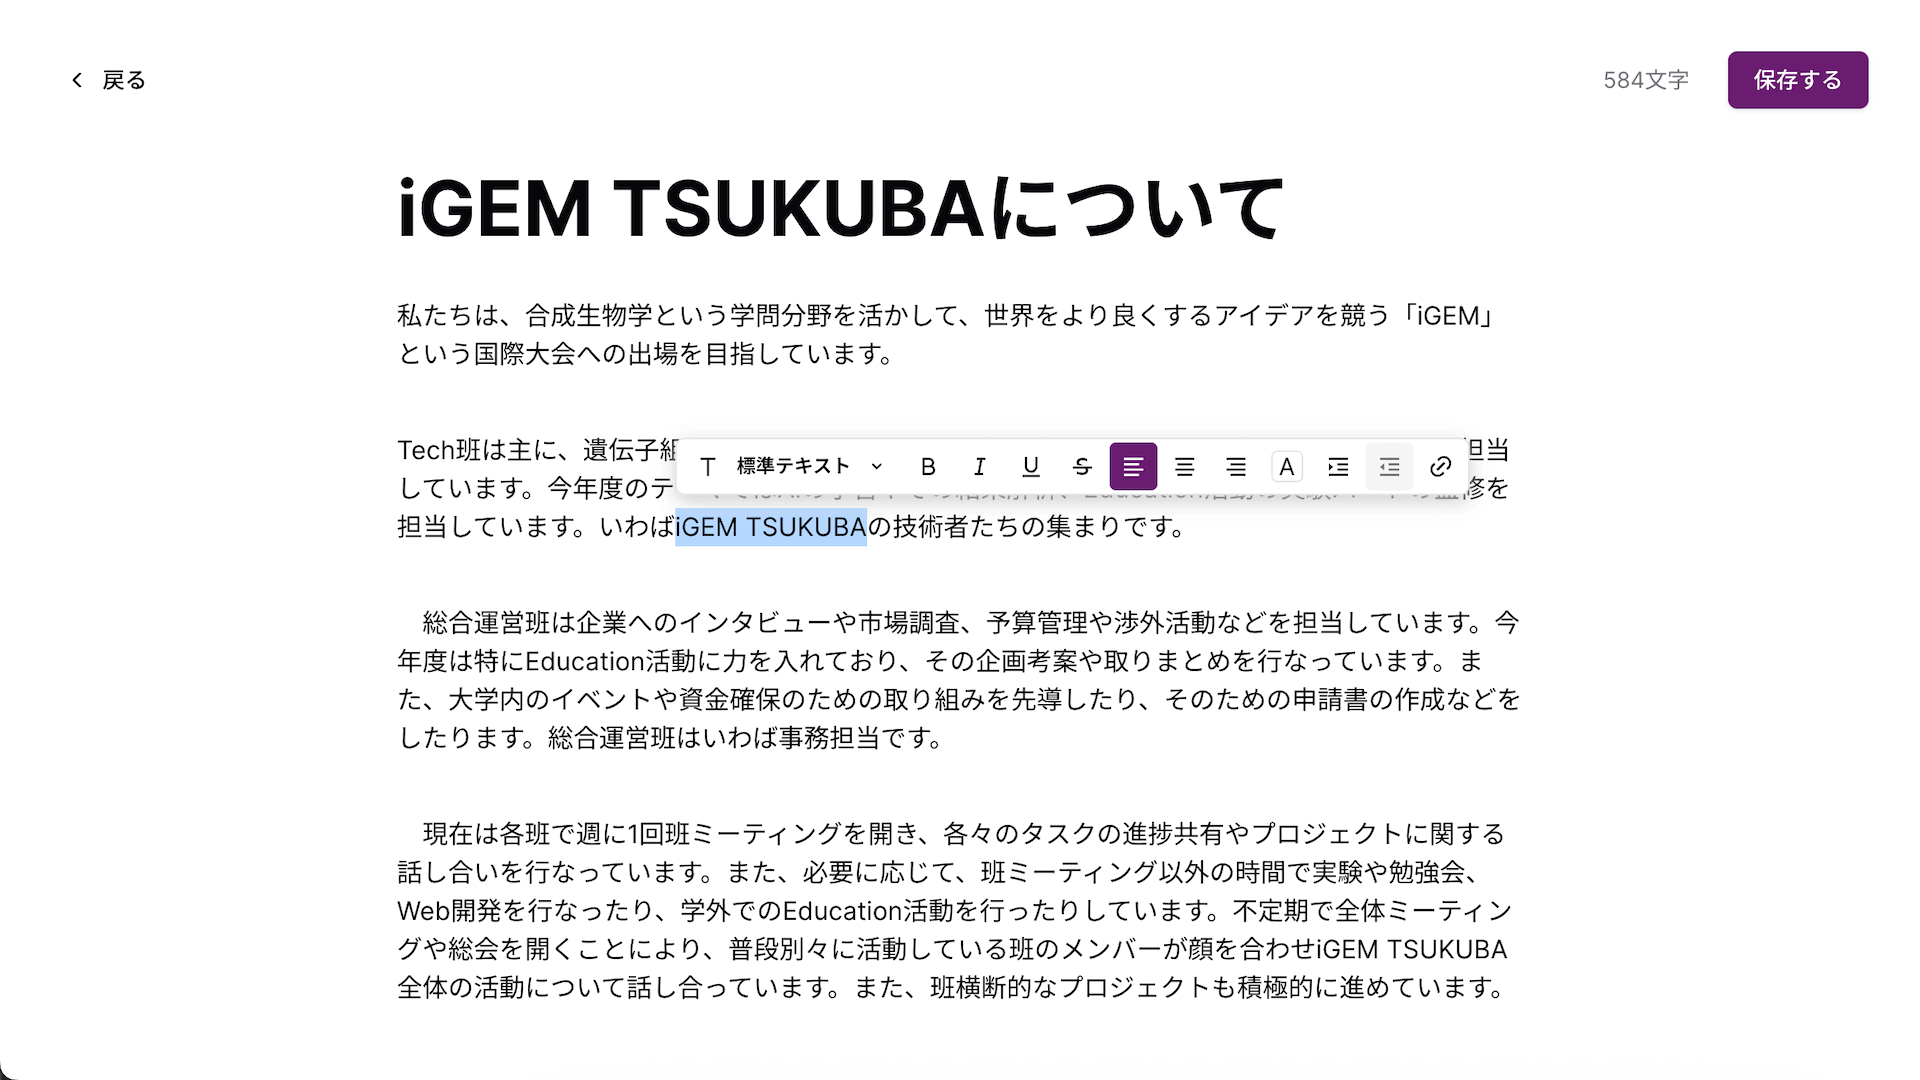 戻る
584文字
保存する
iGEM TSUKUBAについて
私たちは、合成生物学という学問分野を活かして、世界をより良くするアイデアを競う「iGEM」
という国際大会への出場を目指しています。
Tech班は主に、遺伝子組
担当
標準テキスト
B
I
U
S
A
しています。今年度のテ
修を
担当しています。いわばiGEM TSUKUBAの技術者たちの集まりです。
総合運営班は企業へのインタビューや市場調査、予算管理や渉外活動などを担当しています。今
年度は特にEducation活動に力を入れており、その企画考案や取りまとめを行なっています。ま
た、大学内のイベントや資金確保のための取り組みを先導したり、そのための申請書の作成などを
したります。総合運営班はいわば事務担当です。
現在は各班で週に1回班ミーティングを開き、各々のタスクの進捗共有やプロジェクトに関する
話し合いを行なっています。また、必要に応じて、班ミーティング以外の時間で実験や勉強会、
Web開発を行なったり、学外でのEducation活動を行ったりしています。不定期で全体ミーティン
グや総会を開くことにより、普段別々に活動している班のメンバーが顔を合わせiGEM TSUKUBA
全体の活動について話し合っています。また、班横断的なプロジェクトも積極的に進めています。